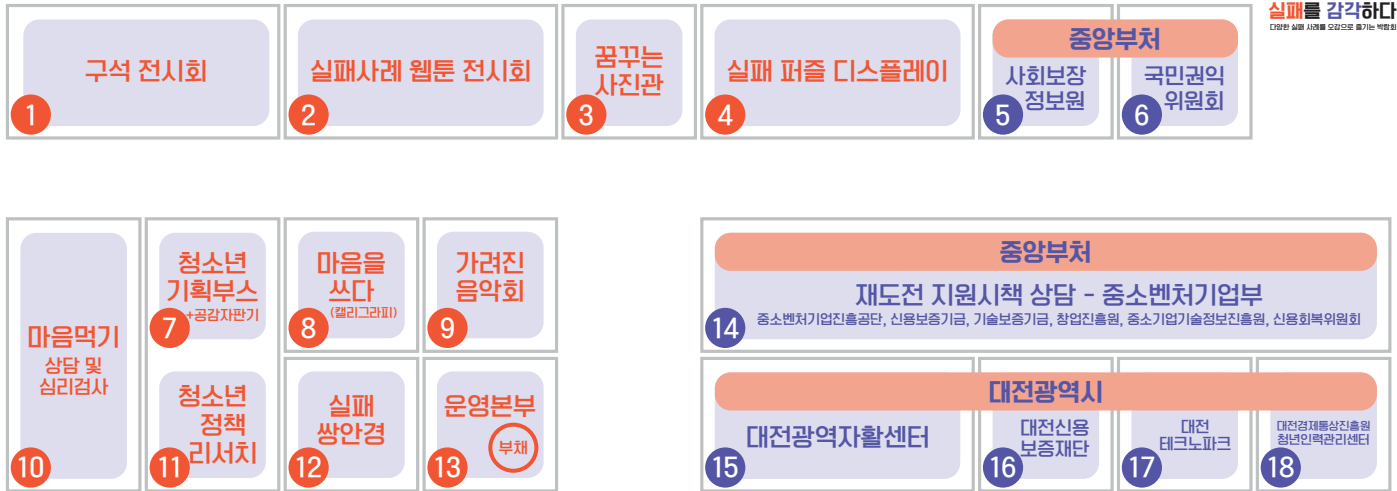 실패를 감각하다
다양한 실패 사례를 오감으로 즐기는 박람회
구석 전시회
1
실패사례 웹툰 전시회
2
꿈꾸는
사진관
3
실패 퍼즐 디스플레이
4
중앙부처
사회보장
정보원
5
국민권익
위원회
6
마음먹기
상담 및
심리검사
10
청소년
기획부스
+공감자판기
7
마음을
쓰다
(캘리그라피)
8
가려진
음악회
9
청소년
정책
리서치
11
실패
쌍안경
12
운영본부
부채
13
중앙부처
재도전 지원시책 상담 - 중소벤처기업부
중소벤처기업진흥공단, 신용보증기금, 기술보증기금, 창업진흥원, 중소기업기술정보진흥원, 신용회복위원회
14
대전광역시
대전광역자활센터
15
대전신용
보증재단
16
대전
테크노파크
17
대전경제통상진흥원
청년인력관리센터
18